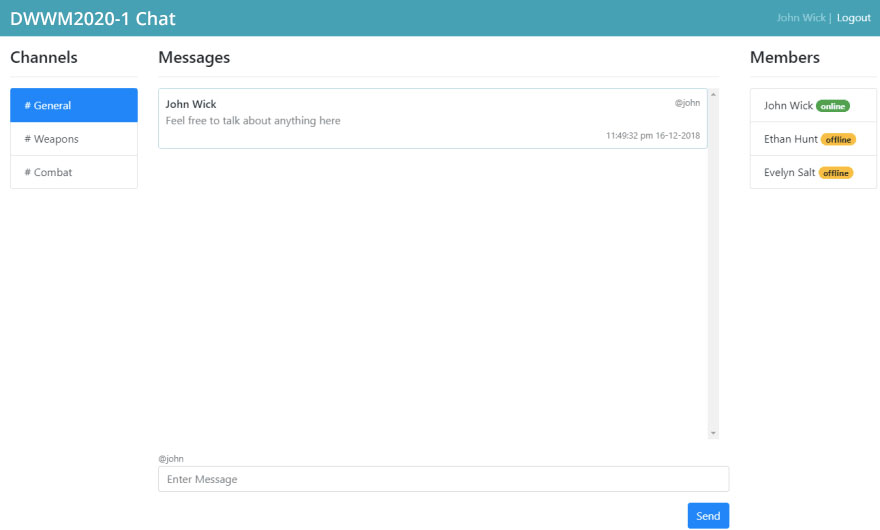 DWWM2020-1 Chat
John Wick | Logout
Channels
# General
# Weapons
# Combat
Messages
John Wick @john
Feel free to talk about anything here
11:49:32 pm 16-12-2018
@john
Enter Message
Send
Members
John Wick online
Ethan Hunt offline
Evelyn Salt offline